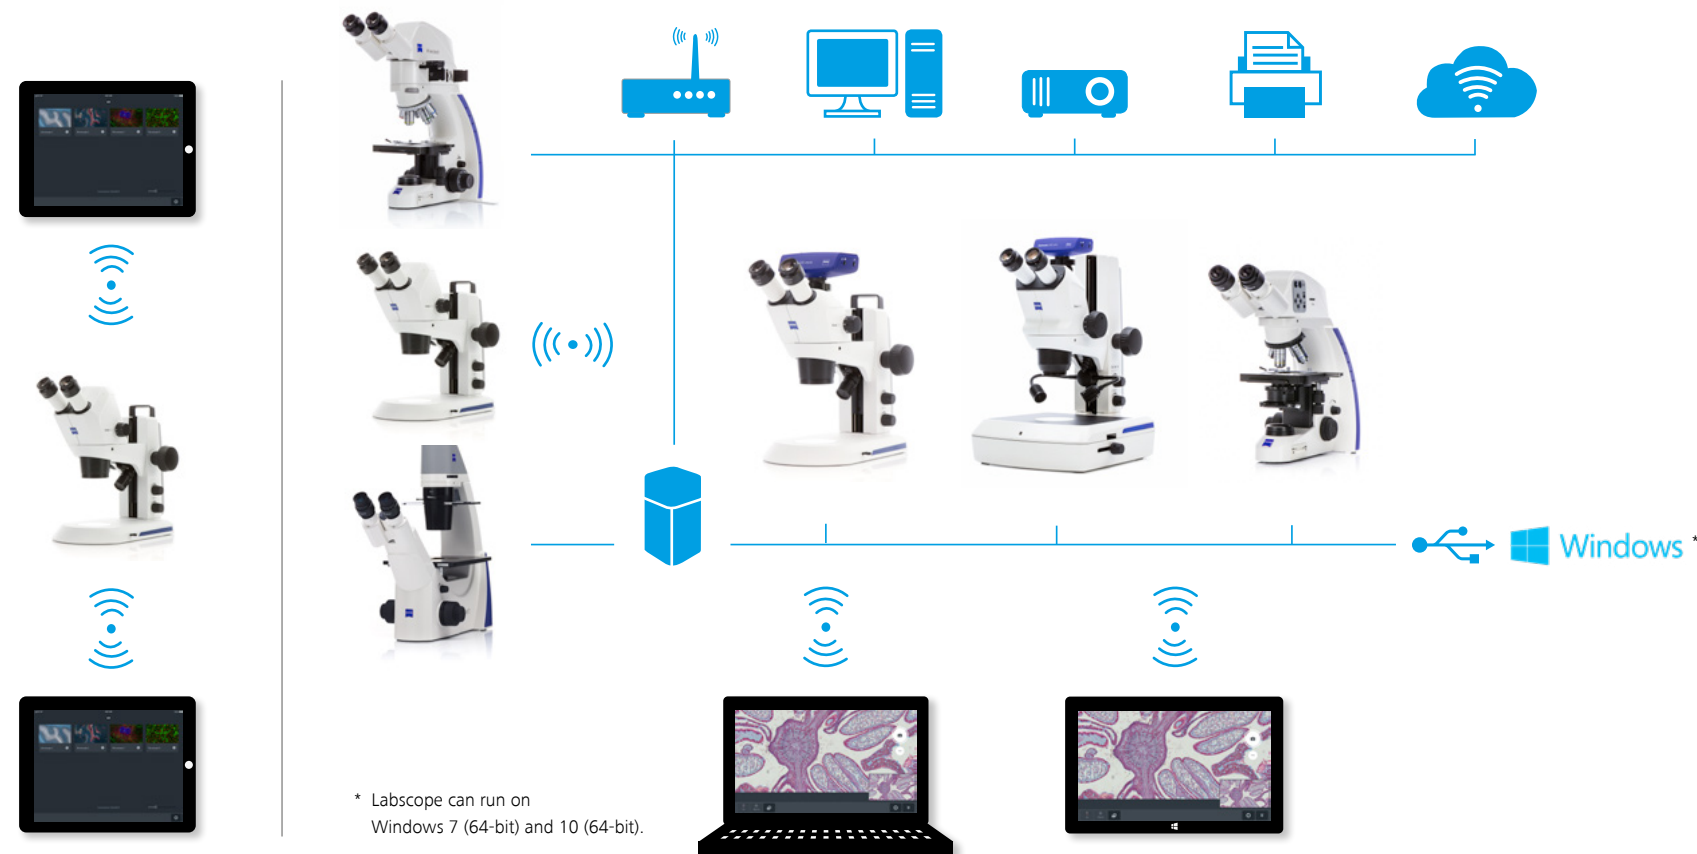 Windows *
* Labscope can run on
Windows 7 (64-bit) and 10 (64-bit).